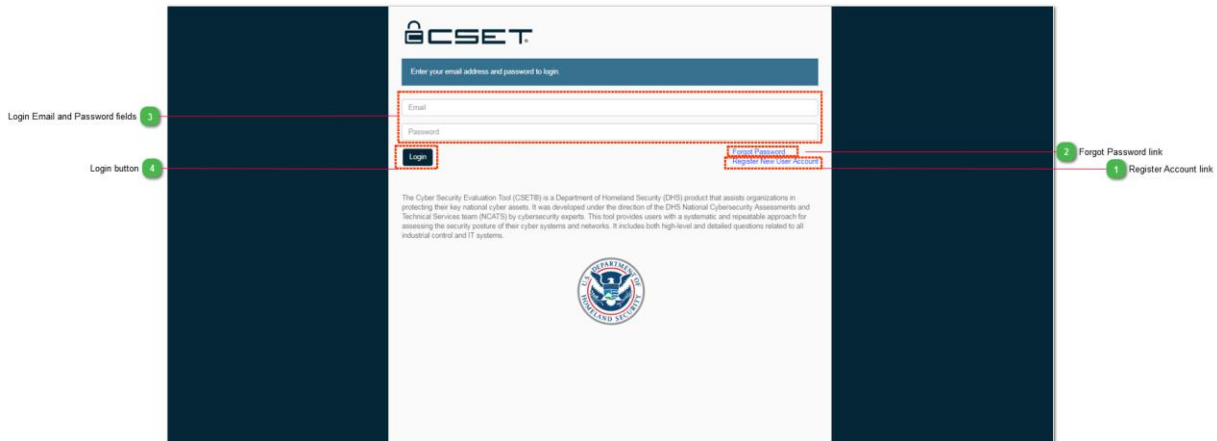 CSET®
Enter your email address and password to login.
Email
Login Email and Password fields 3
Password
Login
Forgot Password
2 Forgot Password link
Register New User Account
Login button 4
1 Register Account link
The Cyber Security Evaluation Tool (CSET®) is a Department of Homeland Security (DHS) product that assists organizations in
protecting their key national cyber assets. It was developed under the direction of the DHS National Cybersecurity Assessments and
Technical Services team (NCATS) by cybersecurity experts. This tool provides users with a systematic and repeatable approach for
assessing the security posture of their cyber systems and networks. It includes both high-level and detailed questions related to all
industrial control and IT systems.
U.S. DEPARTMENT OF
HOMELAND SECURITY